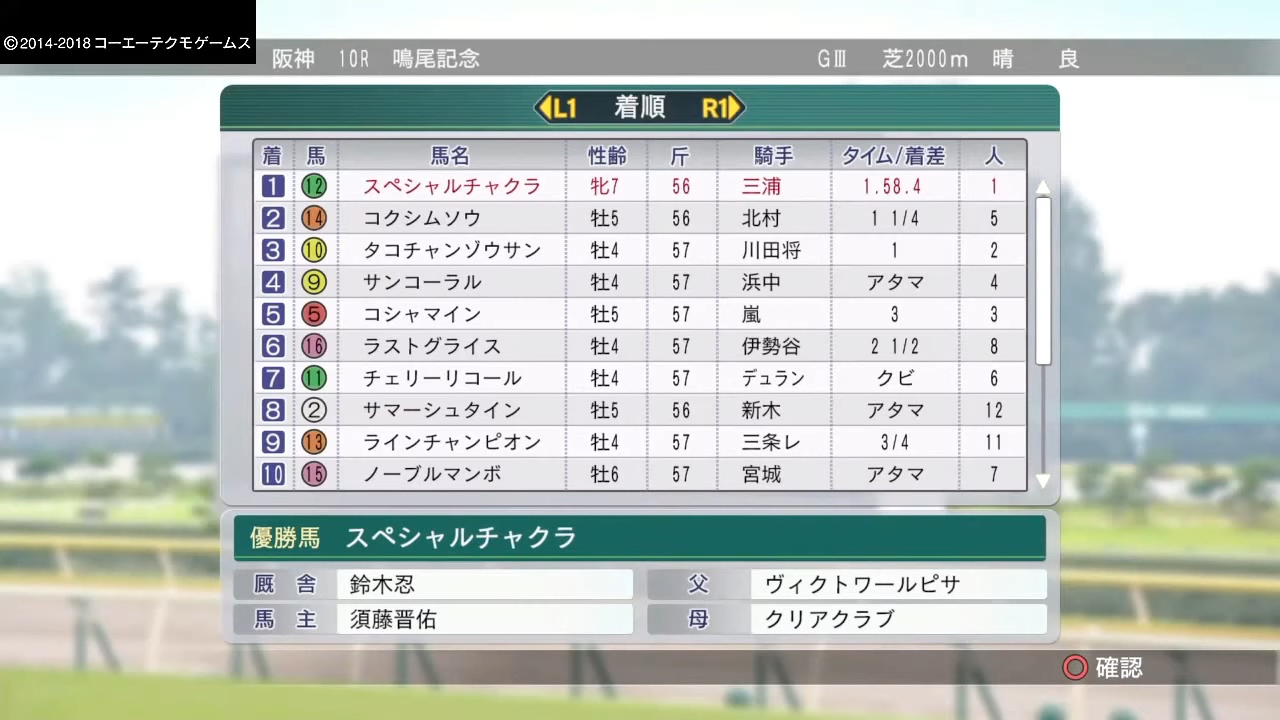 ©2014-2018 コーエーテクモゲームス
阪神 10R 鳴尾記念 GⅢ 芝2000m 晴 良
L1 着順 R1
着 馬 馬名 性齢 斤 騎手 タイム/着差 人
1 12 スペシャルチャクラ 牝7 56 三浦 1.58.4 1
2 14 コクシムソウ 牡5 56 北村 1 1/4 5
3 10 タコチャンゾウサン 牡4 57 川田将 1 2
4 9 サンコーラル 牡4 57 浜中 アタマ 4
5 5 コシャマイン 牡5 57 嵐 3 3
6 16 ラストグライス 牡4 57 伊勢谷 2 1/2 8
7 11 チェリーリコール 牡4 57 デュラン クビ 6
8 2 サマーシュタイン 牡5 56 新木 アタマ 12
9 13 ラインチャンピオン 牡4 57 三条レ 3/4 11
10 15 ノーブルマンボ 牡6 57 宮城 アタマ 7
優勝馬 スペシャルチャクラ
厩舎 鈴木忍 父 ヴィクトワールピサ
馬主 須藤晋佑 母 クリアクラブ
確認